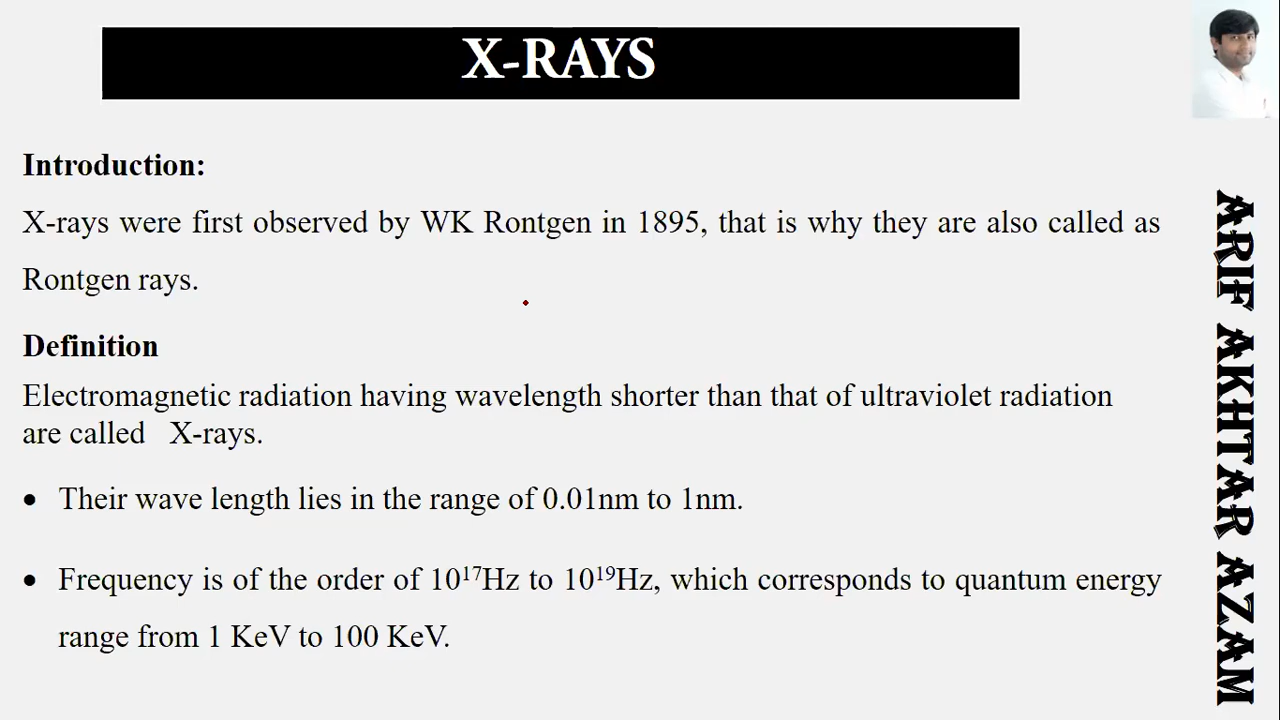 X-RAYS
Introduction:
X-rays were first observed by WK Rontgen in 1895, that is why they are also called as
Rontgen rays.
Definition
Electromagnetic radiation having wavelength shorter than that of ultraviolet radiation
are called X-rays.
• Their wave length lies in the range of 0.01nm to 1nm.
• Frequency is of the order of 10¹⁷Hz to 10¹⁹Hz, which corresponds to quantum energy
range from 1 KeV to 100 KeV.
ARIF AKHTAR AZAM